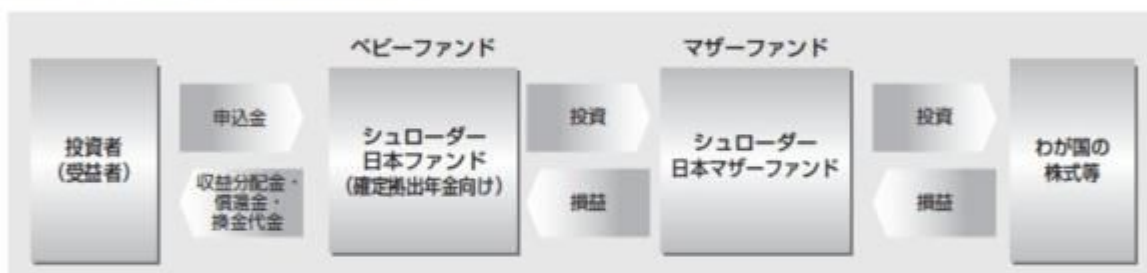 ベビーファンド
マザーファンド
投資者
(受益者)
申込金
収益分配金・
償還金・
換金代金
シュローダー
日本ファンド
(確定拠出年金向け)
投資
損益
シュローダー
日本マザーファンド
投資
損益
わが国の
株式等